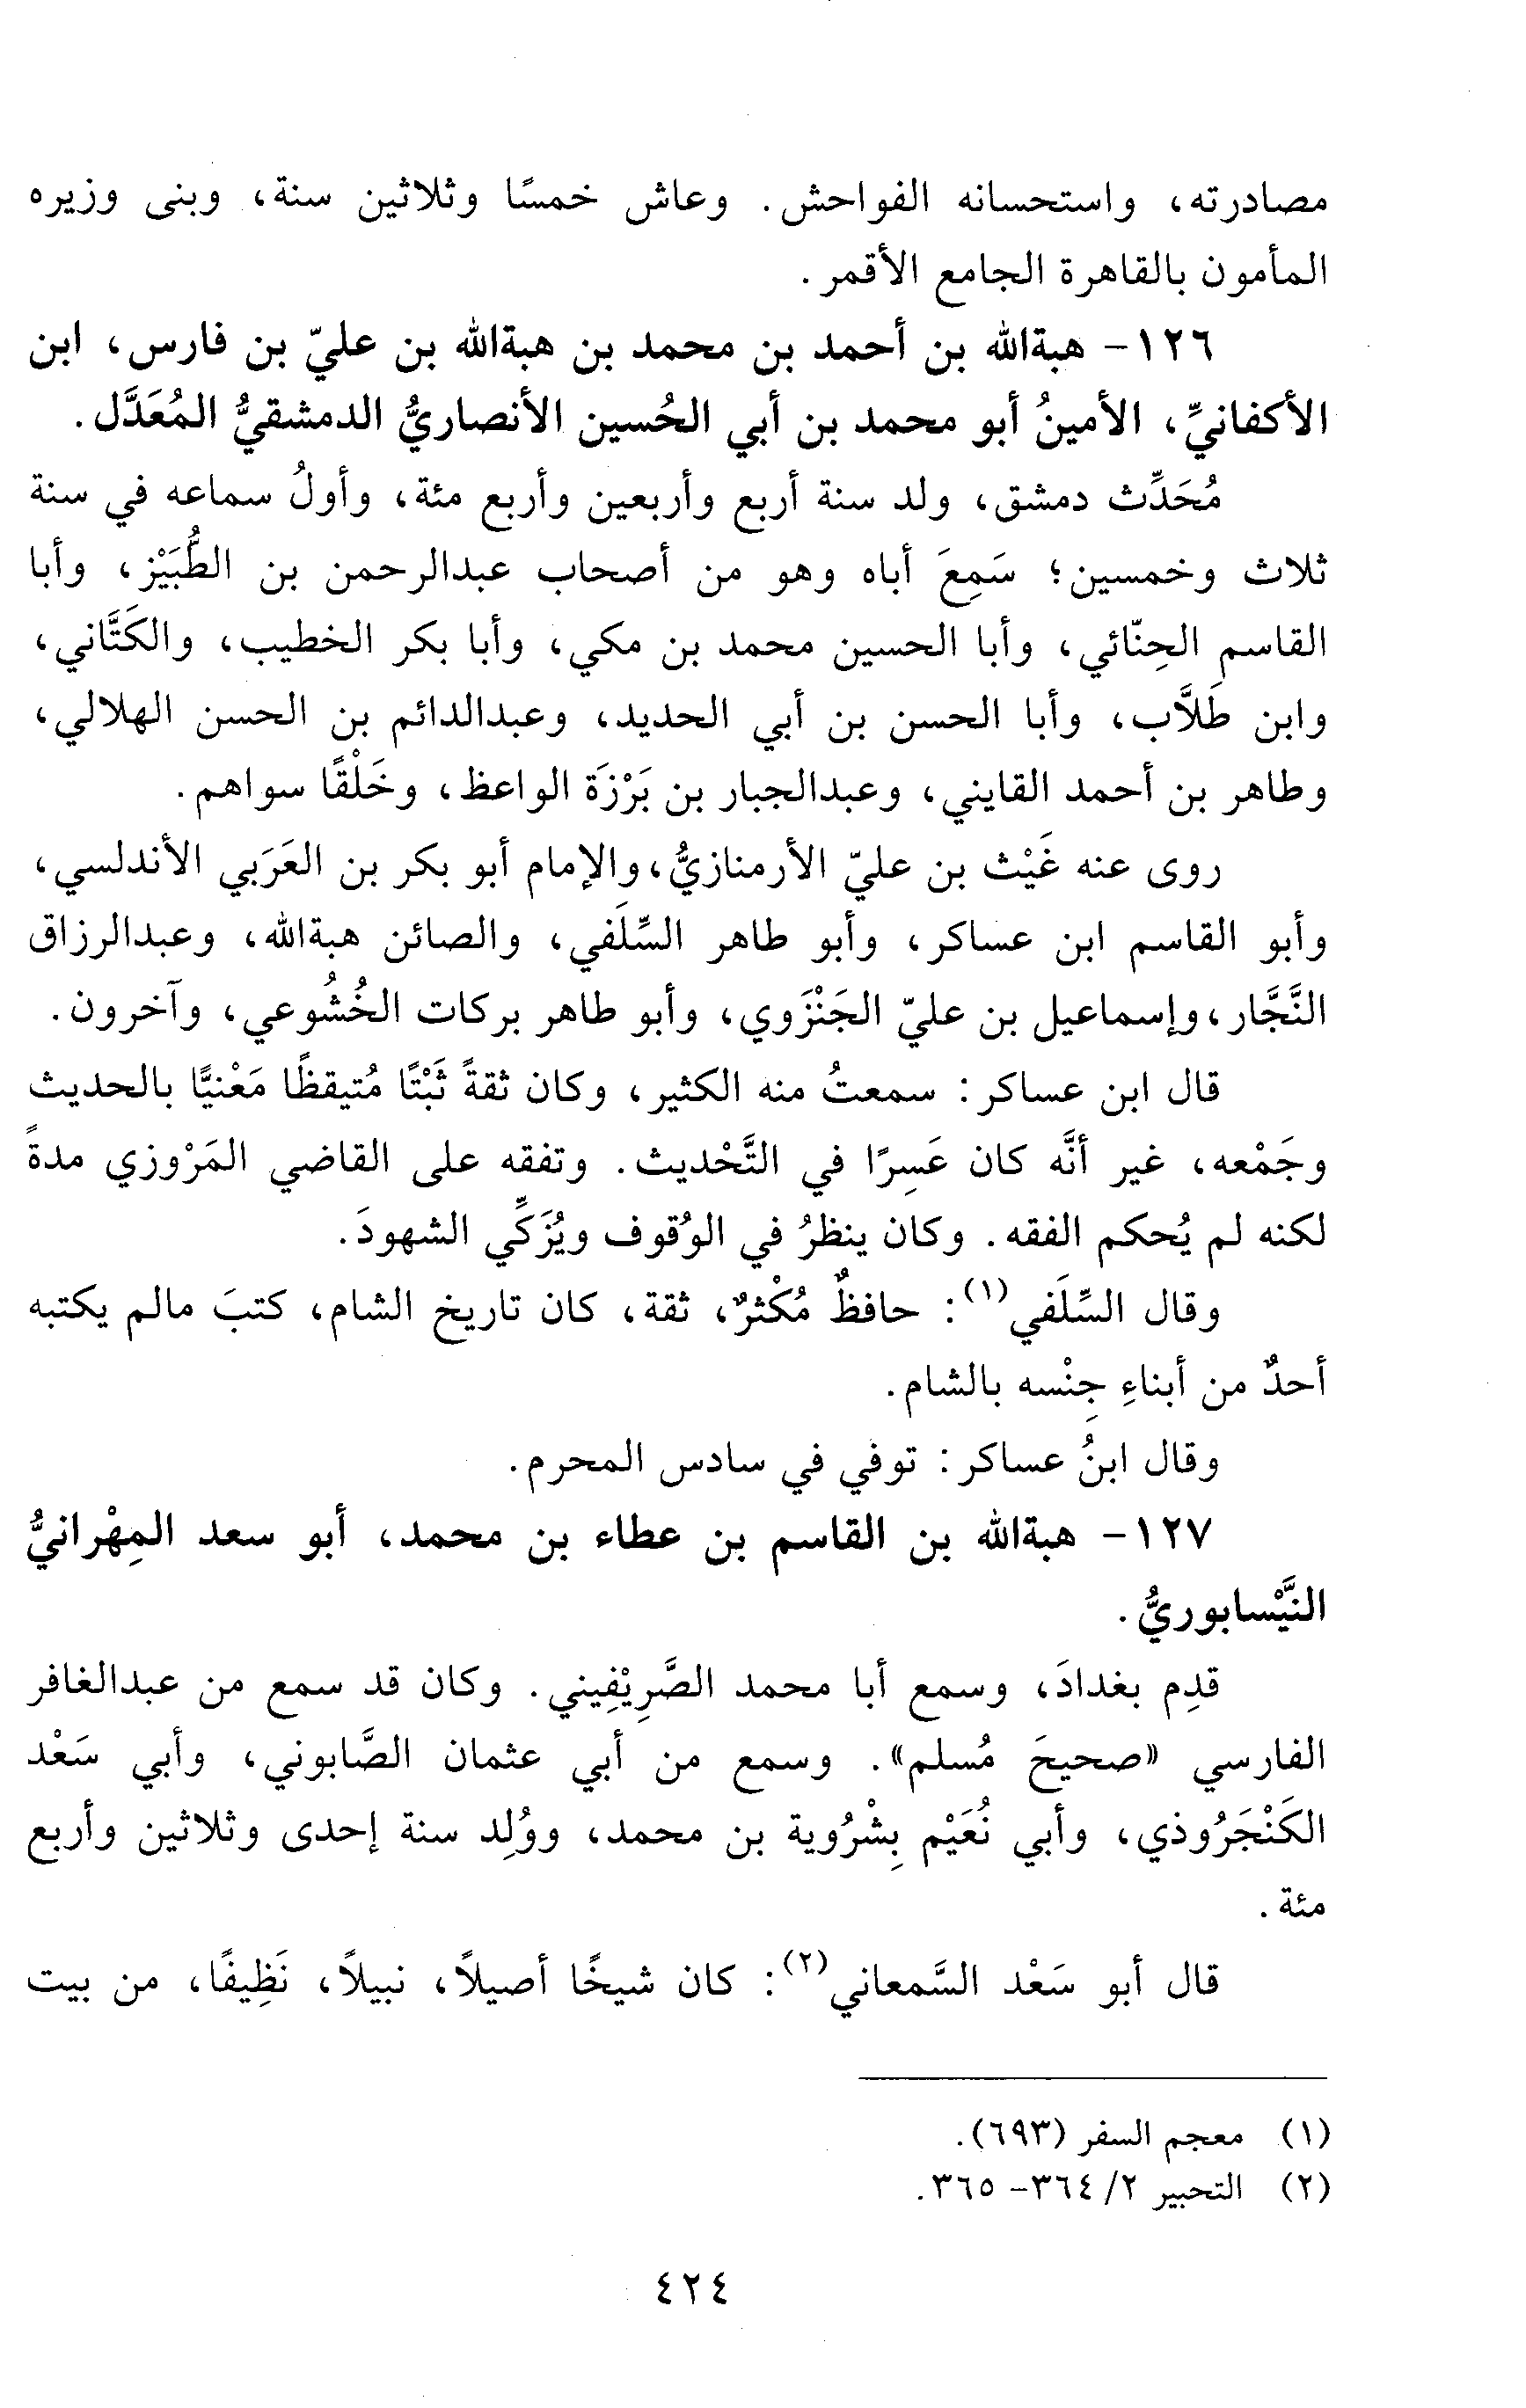 مصادرته، واستحسانه الفواحش. وعاش خمسًا وثلاثين سنة، وبنى وزيره
المأمون بالقاهرة الجامع الأقمر.
١٢٦- هبةالله بن أحمد بن محمد بن هبةالله بن عليّ بن فارس، ابن
الأكفانيِّ، الأمينُ أبو محمد بن أبي الحُسين الأنصاريُّ الدمشقيُّ المُعَدَّل.
مُحَدِّث دمشق، ولد سنة أربع وأربعين وأربع مئة، وأولُ سماعه في سنة
ثلاث وخمسين؛ سَمِعَ أباه وهو من أصحاب عبدالرحمن بن الطُّبَيْز، وأبا
القاسم الحِنّائي، وأبا الحسين محمد بن مكي، وأبا بكر الخطيب، والكَتَّاني،
وابن طَلاَّب، وأبا الحسن بن أبي الحديد، وعبدالدائم بن الحسن الهلالي،
وطاهر بن أحمد القايني، وعبدالجبار بن بَرْزَة الواعظ، وخَلْقًا سواهم.
روى عنه غَيْث بن عليّ الأرمنازيُّ، والإمام أبو بكر بن العَرَبي الأندلسي،
وأبو القاسم ابن عساكر، وأبو طاهر السِّلَفي، والصائن هبةالله، وعبدالرزاق
النَّجَّار، وإسماعيل بن عليّ الجَنْزَوي، وأبو طاهر بركات الخُشُوعي، وآخرون.
قال ابن عساكر: سمعتُ منه الكثير، وكان ثقةً ثَبْتًا مُتيقظًا مَعْنيًّا بالحديث
وجَمْعه، غير أنَّه كان عَسِرًا في التَّحْديث. وتفقه على القاضي المَرْوزي مدةً
لكنه لم يُحكم الفقه. وكان ينظرُ في الوُقوف ويُزَكِّي الشهودَ.
وقال السِّلَفي(١): حافظٌ مُكْثرٌ، ثقة، كان تاريخ الشام، كتبَ مالم يكتبه
أحدٌ من أبناءِ جِنْسه بالشام.
وقال ابنُ عساكر: توفي في سادس المحرم.
١٢٧- هبةالله بن القاسم بن عطاء بن محمد، أبو سعد المِهْرانيُّ
النَّيْسابوريُّ.
قدِم بغدادَ، وسمع أبا محمد الصَّرِيْفِيني. وكان قد سمع من عبدالغافر
الفارسي «صحيحَ مُسلم». وسمع من أبي عثمان الصَّابوني، وأبي سَعْد
الكَنْجَرُوذي، وأبي نُعَيْم بِشْرُوية بن محمد، ووُلِد سنة إحدى وثلاثين وأربع
مئة.
قال أبو سَعْد السَّمعاني(٢): كان شيخًا أصيلاً، نبيلاً، نَظِيفًا، من بيت
(١) معجم السفر (٦٩٣).
(٢) التحبير ٢/ ٣٦٤- ٣٦٥.
٤٢٤